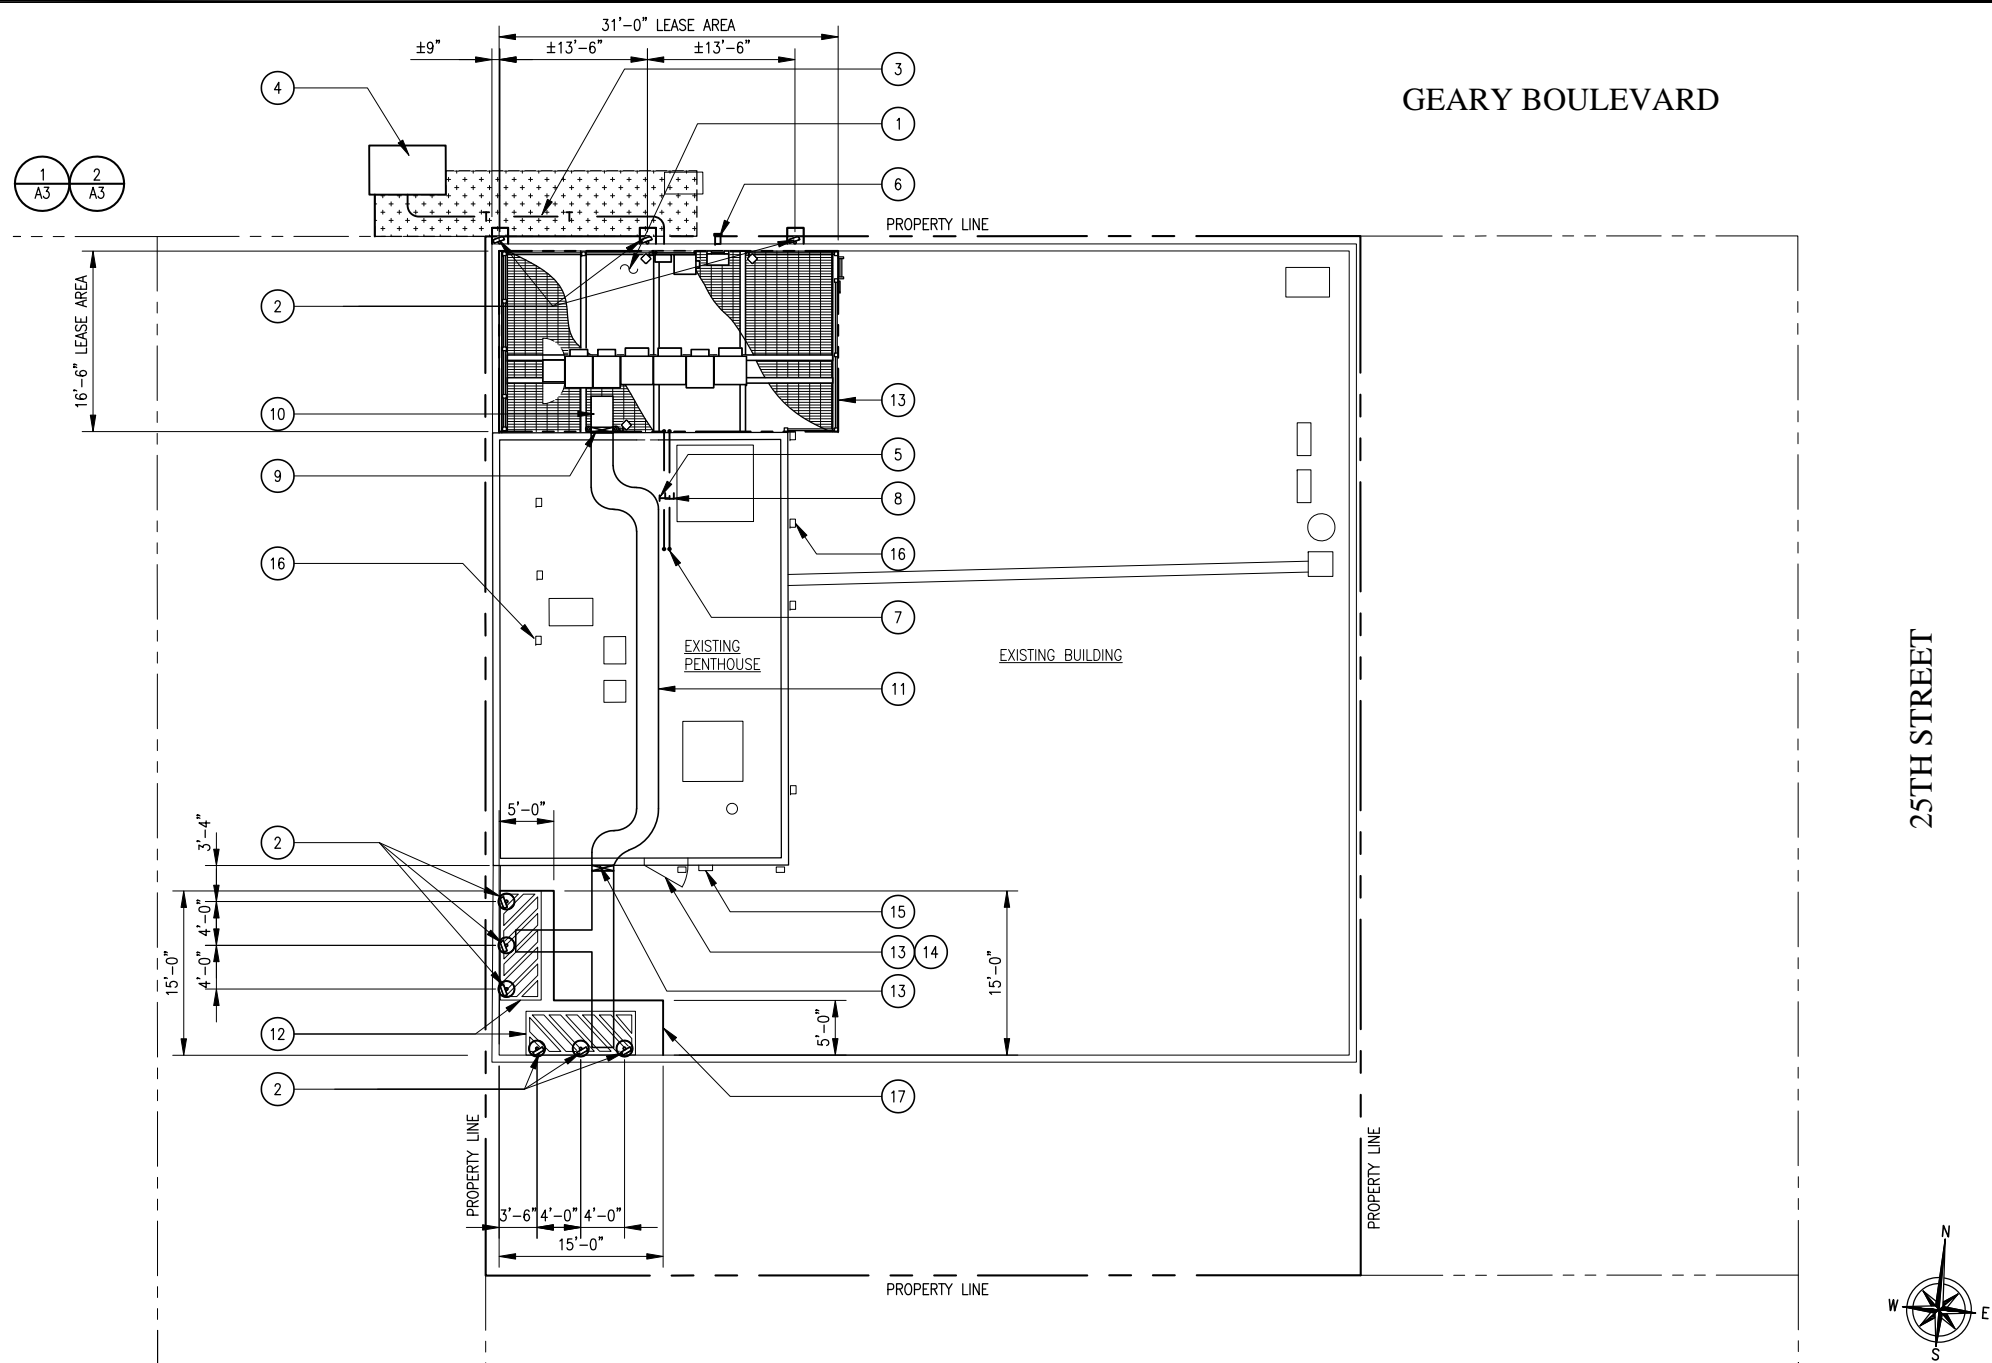 31'-0" LEASE AREA
±9"
±13'-6"
±13'-6"
3
4
GEARY BOULEVARD
1
1
A3
2
A3
6
PROPERTY LINE
2
16'-6" LEASE AREA
13
10
5
9
8
16
16
7
EXISTING
PENTHOUSE
EXISTING BUILDING
11
25TH STREET
5'-0"
3'-4"
2
15
4'-0"
13
14
4'-0"
15'-0"
15'-0"
13
12
5'-0"
2
17
PROPERTY LINE
PROPERTY LINE
3'-6"
4'-0"
4'-0"
15'-0"
PROPERTY LINE
N
W
E
S